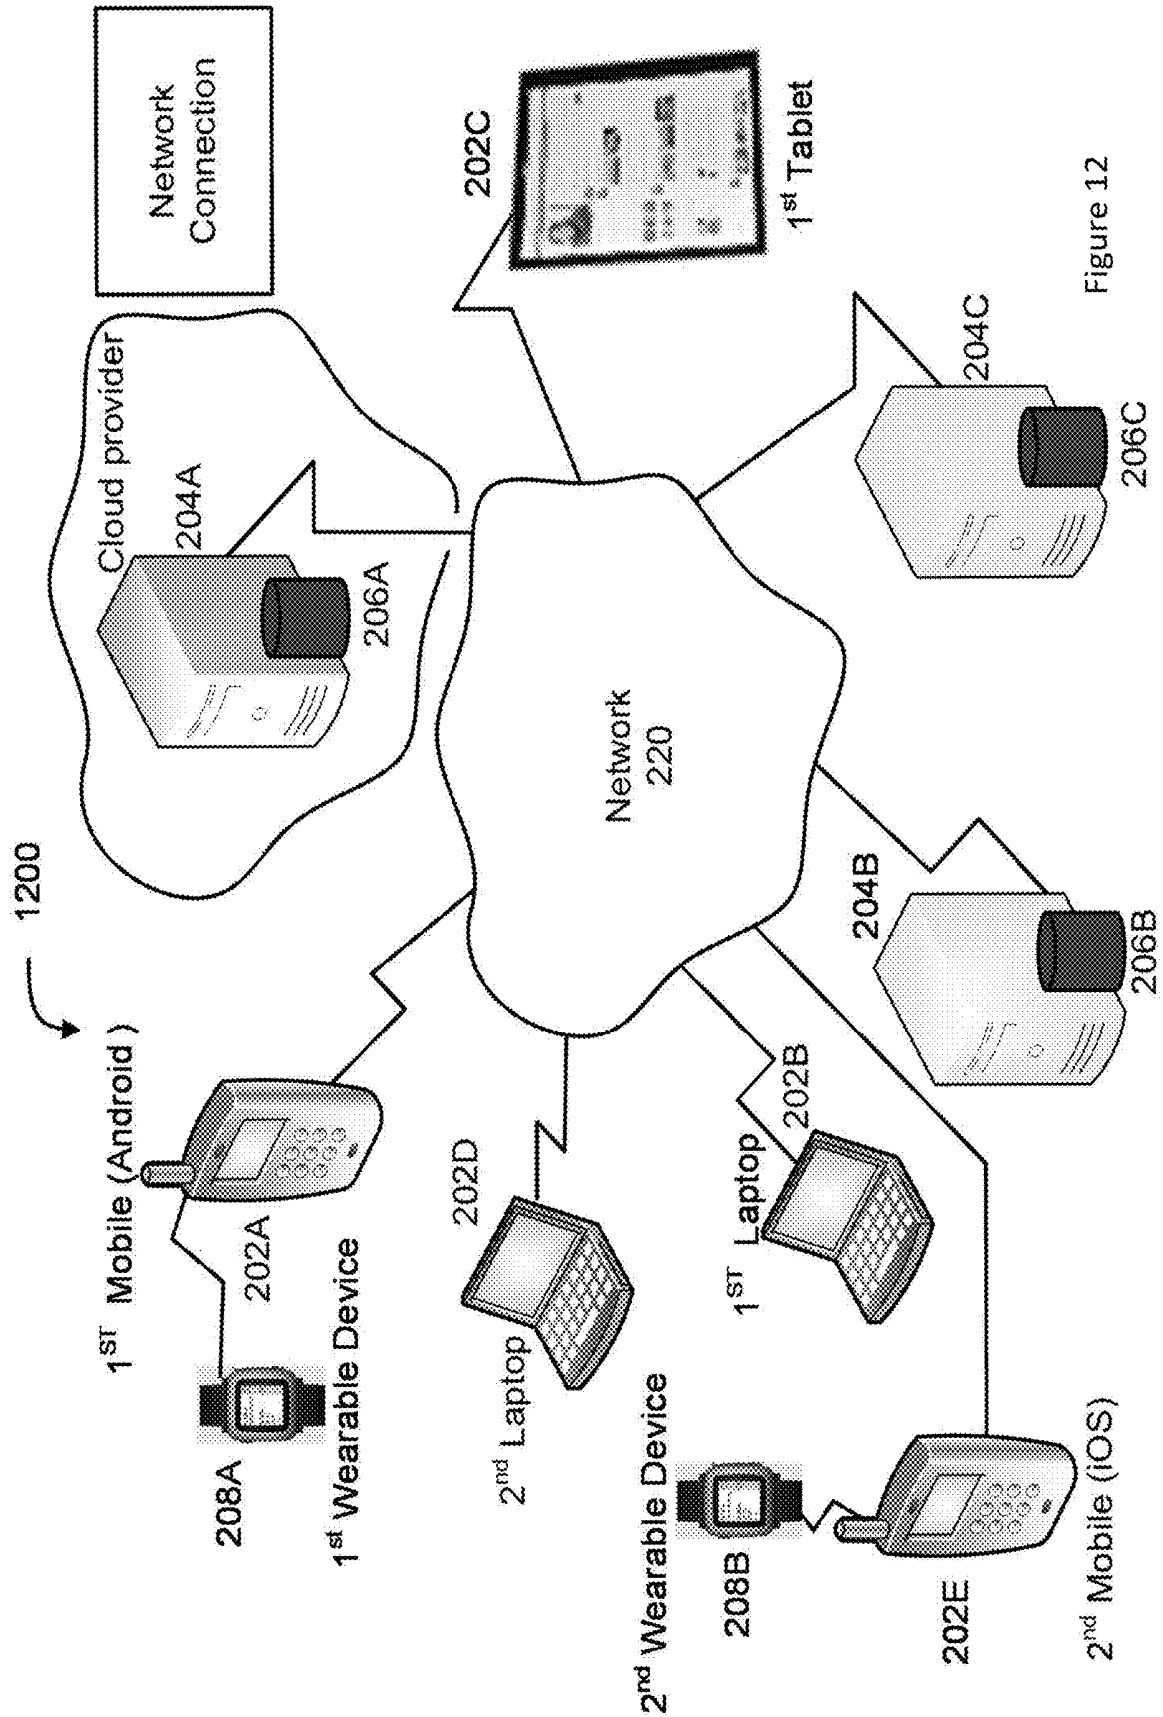 1200
Network
Connection
Cloud provider
204A
206A
1ST Mobile (Android )
202A
208A
1st Wearable Device
202D
2nd Laptop
Network
220
202C
1st Tablet
1ST Laptop
202B
2nd Wearable Device
208B
202E
2nd Mobile (iOS)
204B
206B
204C
206C
Figure 12